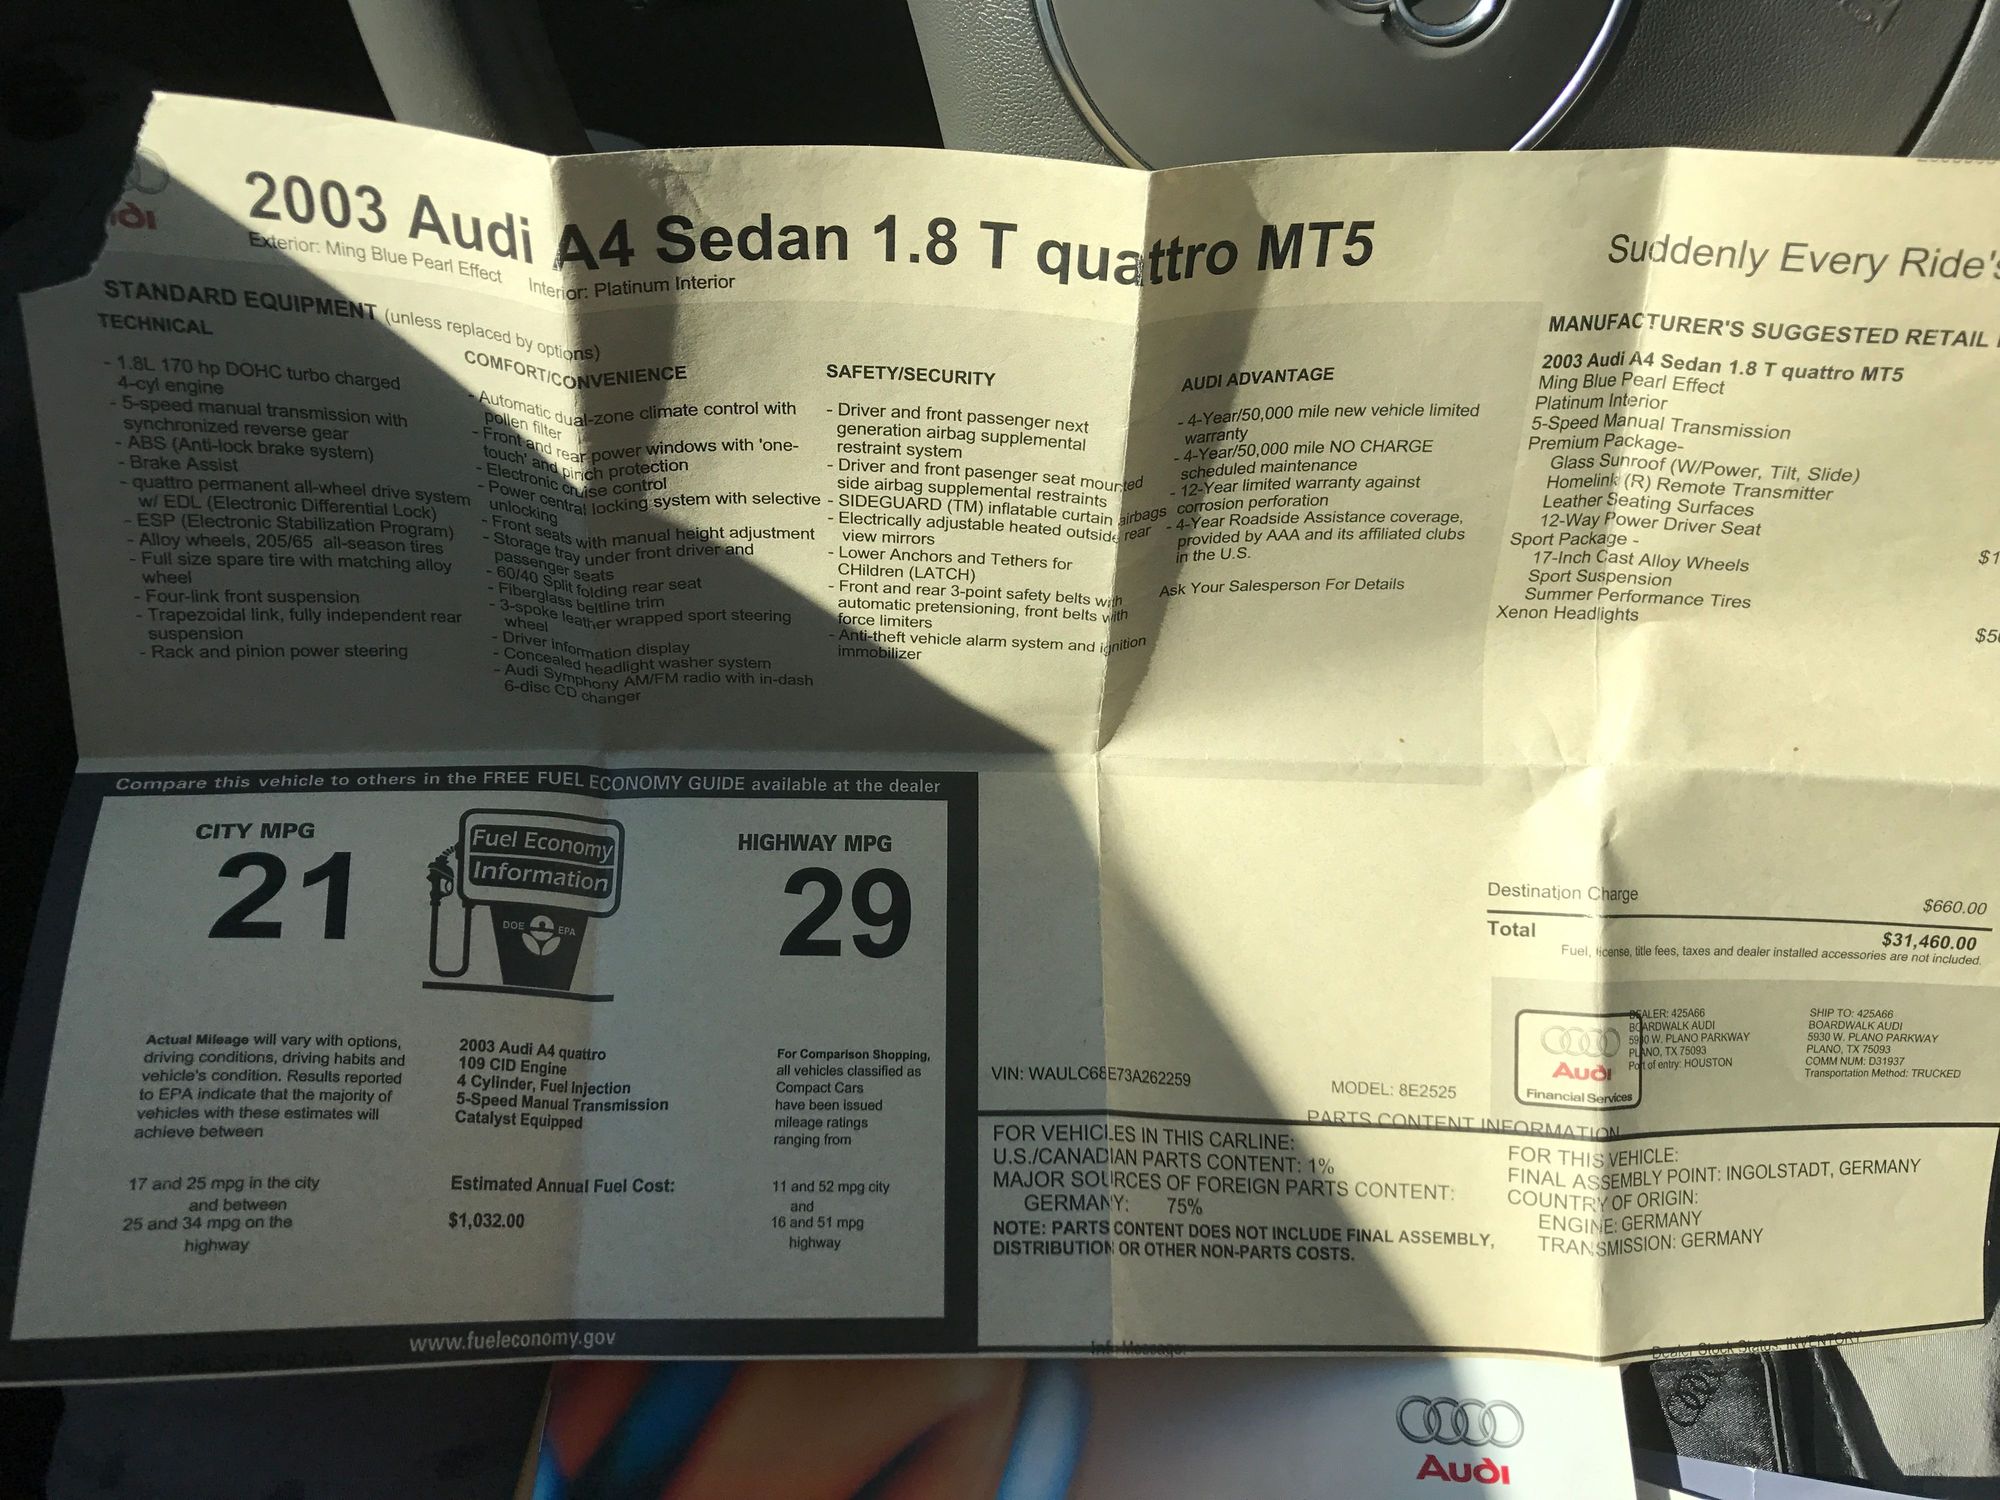 2003 Audi A4 Sedan 1.8 T quattro MT5
Exterior: Ming Blue Pearl Effect Interior: Platinum Interior
Suddenly Every Ride's
STANDARD EQUIPMENT (unless replaced by options)
TECHNICAL
- 1.8L 170 hp DOHC turbo charged
4-cyl engine
- 5-speed manual transmission with
synchronized reverse gear
- ABS (Anti-lock brake system)
- Brake Assist
- quattro permanent all-wheel drive system
w/ EDL (Electronic Differential Lock)
- ESP (Electronic Stabilization Program)
- Alloy wheels, 205/65 all-season tires
- Full size spare tire with matching alloy
wheel
- Four-link front suspension
- Trapezoidal link, fully independent rear
suspension
- Rack and pinion power steering
COMFORT/CONVENIENCE
- Automatic dual-zone climate control with
pollen filter
- Front and rear power windows with 'one-
touch' and pinch protection
- Electronic cruise control
- Power central locking system with selective
unlocking
- Front seats with manual height adjustment
- Storage tray under front driver and
passenger seats
- 60/40 Split folding rear seat
- Fiberglass beltline trim
- 3-spoke leather wrapped sport steering
wheel
- Driver information display
- Concealed headlight washer system
- Audi Symphony AM/FM radio with in-dash
6-disc CD changer
SAFETY/SECURITY
- Driver and front passenger next
generation airbag supplemental
restraint system
- Driver and front pasenger seat mounted
side airbag supplemental restraints
- SIDEGUARD (TM) inflatable curtain airbags
- Electrically adjustable heated outside rear
view mirrors
- Lower Anchors and Tethers for
CHildren (LATCH)
- Front and rear 3-point safety belts with
automatic pretensioning, front belts with
force limiters
- Anti-theft vehicle alarm system and ignition
immobilizer
AUDI ADVANTAGE
- 4-Year/50,000 mile new vehicle limited
warranty
- 4-Year/50,000 mile NO CHARGE
scheduled maintenance
- 12-Year limited warranty against
corrosion perforation
- 4-Year Roadside Assistance coverage,
provided by AAA and its affiliated clubs
in the U.S.
Ask Your Salesperson For Details
MANUFACTURER'S SUGGESTED RETAIL
2003 Audi A4 Sedan 1.8 T quattro MT5
Ming Blue Pearl Effect
Platinum Interior
5-Speed Manual Transmission
Premium Package-
Glass Sunroof (W/Power, Tilt, Slide)
Homelink (R) Remote Transmitter
Leather Seating Surfaces
12-Way Power Driver Seat
Sport Package -
17-Inch Cast Alloy Wheels
Sport Suspension
Summer Performance Tires
Xenon Headlights
Destination Charge $660.00
Total $31,460.00
Fuel, license, title fees, taxes and dealer installed accessories are not included.
Compare this vehicle to others in the FREE FUEL ECONOMY GUIDE available at the dealer
CITY MPG
21
Fuel Economy
Information
DOE EPA
HIGHWAY MPG
29
Actual Mileage will vary with options,
driving conditions, driving habits and
vehicle's condition. Results reported
to EPA indicate that the majority of
vehicles with these estimates will
achieve between
17 and 25 mpg in the city
and between
25 and 34 mpg on the
highway
2003 Audi A4 quattro
109 CID Engine
4 Cylinder, Fuel Injection
5-Speed Manual Transmission
Catalyst Equipped
Estimated Annual Fuel Cost:
$1,032.00
For Comparison Shopping,
all vehicles classified as
Compact Cars
have been issued
mileage ratings
ranging from
11 and 52 mpg city
and
16 and 51 mpg
highway
www.fueleconomy.gov
VIN: WAULC68E73A262259
MODEL: 8E2525
Audi
Financial Services
DEALER: 425A66
BOARDWALK AUDI
5930 W. PLANO PARKWAY
PLANO, TX 75093
Port of entry: HOUSTON
SHIP TO: 425A66
BOARDWALK AUDI
5930 W. PLANO PARKWAY
PLANO, TX 75093
COMM NUM: D31937
Transportation Method: TRUCKED
PARTS CONTENT INFORMATION
FOR VEHICLES IN THIS CARLINE:
U.S./CANADIAN PARTS CONTENT: 1%
MAJOR SOURCES OF FOREIGN PARTS CONTENT:
GERMANY: 75%
NOTE: PARTS CONTENT DOES NOT INCLUDE FINAL ASSEMBLY,
DISTRIBUTION OR OTHER NON-PARTS COSTS.
FOR THIS VEHICLE:
FINAL ASSEMBLY POINT: INGOLSTADT, GERMANY
COUNTRY OF ORIGIN:
ENGINE: GERMANY
TRANSMISSION: GERMANY
Info Message:
Dealer Stock Status: INVENTORY
Audi